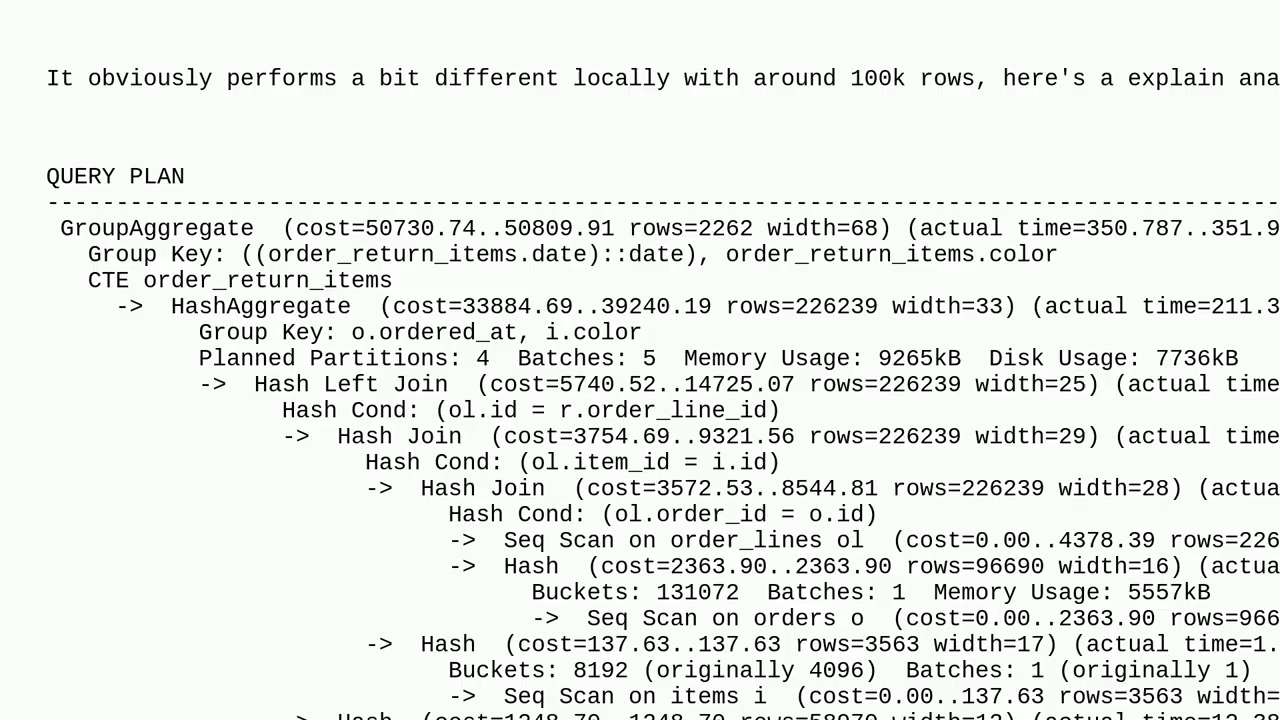 It obviously performs a bit different locally with around 100k rows, here's a explain ana
QUERY PLAN
-----------------------------------------------------------------------------------------
GroupAggregate  (cost=50730.74..50809.91 rows=2262 width=68) (actual time=350.787..351.9
Group Key: ((order_return_items.date)::date), order_return_items.color
CTE order_return_items
->  HashAggregate  (cost=33884.69..39240.19 rows=226239 width=33) (actual time=211.3
Group Key: o.ordered_at, i.color
Planned Partitions: 4  Batches: 5  Memory Usage: 9265kB  Disk Usage: 7736kB
->  Hash Left Join  (cost=5740.52..14725.07 rows=226239 width=25) (actual time
Hash Cond: (ol.id = r.order_line_id)
->  Hash Join  (cost=3754.69..9321.56 rows=226239 width=29) (actual time
Hash Cond: (ol.item_id = i.id)
->  Hash Join  (cost=3572.53..8544.81 rows=226239 width=28) (actua
Hash Cond: (ol.order_id = o.id)
->  Seq Scan on order_lines ol  (cost=0.00..4378.39 rows=226
->  Hash  (cost=2363.90..2363.90 rows=96690 width=16) (actua
Buckets: 131072  Batches: 1  Memory Usage: 5557kB
->  Seq Scan on orders o  (cost=0.00..2363.90 rows=966
->  Hash  (cost=137.63..137.63 rows=3563 width=17) (actual time=1.
Buckets: 8192 (originally 4096)  Batches: 1 (originally 1)
->  Seq Scan on items i  (cost=0.00..137.63 rows=3563 width=
->  Hash